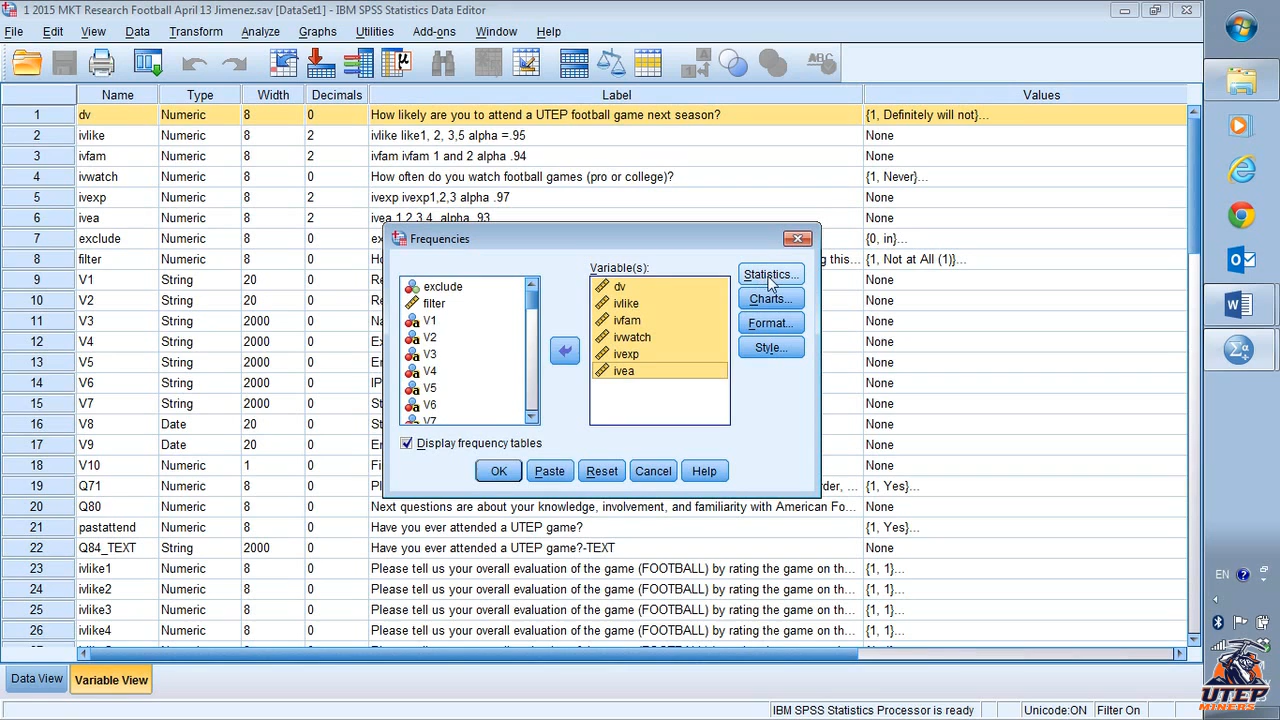 1 2015 MKT Research Football April 13 Jimenez.sav [DataSet1] - IBM SPSS Statistics Data Editor
File Edit View Data Transform Analyze Graphs Utilities Add-ons Window Help
Name Type Width Decimals Label Values
1 dv Numeric 8 0 How likely are you to attend a UTEP football game next season? {1, Definitely will not}...
2 ivlike Numeric 8 2 ivlike like1, 2, 3,5 alpha =.95 None
3 ivfam Numeric 8 2 ivfam ivfam 1 and 2 alpha .94 None
4 ivwatch Numeric 8 0 How often do you watch football games (pro or college)? {1, Never}...
5 ivexp Numeric 8 2 ivexp ivexp1,2,3 alpha .97 None
6 ivea Numeric 8 2 ivea 1,2,3,4 alpha .93 None
7 exclude Numeric 8 0 {0, in}...
8 filter Numeric 8 0 ng this... {1, Not at All (1)}...
9 V1 String 20 0 None
10 V2 String 20 0 None
11 V3 String 2000 0 None
12 V4 String 2000 0 None
13 V5 String 2000 0 None
14 V6 String 2000 0 None
15 V7 String 2000 0 None
16 V8 Date 20 0 None
17 V9 Date 20 0 None
18 V10 Numeric 1 0 None
19 Q71 Numeric 8 0 rder, ... {1, Yes}...
20 Q80 Numeric 8 0 Next questions are about your knowledge, involvement, and familiarity with American Fo... None
21 pastattend Numeric 8 0 Have you ever attended a UTEP game? {1, Yes}...
22 Q84_TEXT String 2000 0 Have you ever attended a UTEP game?-TEXT None
23 ivlike1 Numeric 8 0 Please tell us your overall evaluation of the game (FOOTBALL) by rating the game on th... {1, 1}...
24 ivlike2 Numeric 8 0 Please tell us your overall evaluation of the game (FOOTBALL) by rating the game on th... {1, 1}...
25 ivlike3 Numeric 8 0 Please tell us your overall evaluation of the game (FOOTBALL) by rating the game on th... {1, 1}...
26 ivlike4 Numeric 8 0 Please tell us your overall evaluation of the game (FOOTBALL) by rating the game on th... {1, 1}...
Frequencies
Variable(s):
exclude
filter
V1
V2
V3
V4
V5
V6
V7
dv
ivlike
ivfam
ivwatch
ivexp
ivea
Statistics...
Charts...
Format...
Style...
Display frequency tables
OK Paste Reset Cancel Help
Data View Variable View
IBM SPSS Statistics Processor is ready Unicode:ON Filter On
EN
UTEP
MINERS